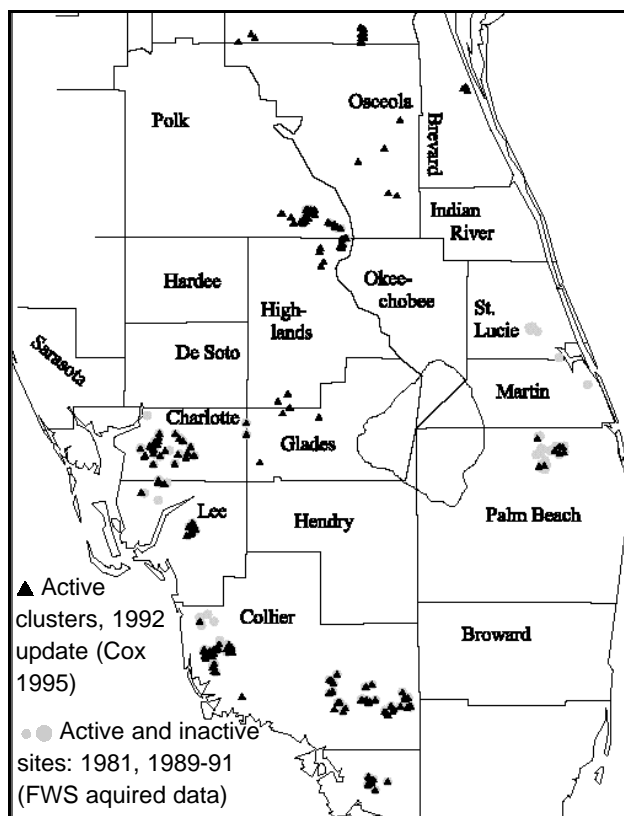 Osceola
Polk
Brevard
Indian
River
Hardee
Okee-
chobee
High-
lands
St.
Lucie
De Soto
Sarasota
Martin
Charlotte
Glades
Lee
Hendry
Palm Beach
▲ Active
clusters, 1992
update (Cox
1995)
Collier
Broward
Active and inactive
sites: 1981, 1989-91
(FWS aquired data)